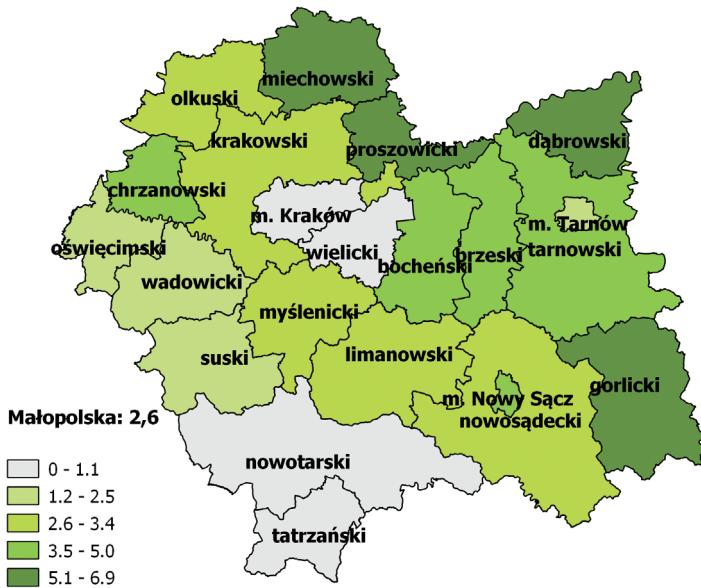 miechowski
olkuski
krakowski
proszowicki
dąbrowski
chrzanowski
m. Kraków
m. Tarnów
oświęcimski
wielicki
bocheński
brzeski
tarnowski
wadowicki
myślenicki
suski
limanowski
gorlicki
m. Nowy Sącz
nowosądecki
Małopolska: 2,6
nowotarski
tatrzański
0 - 1.1
1.2 - 2.5
2.6 - 3.4
3.5 - 5.0
5.1 - 6.9